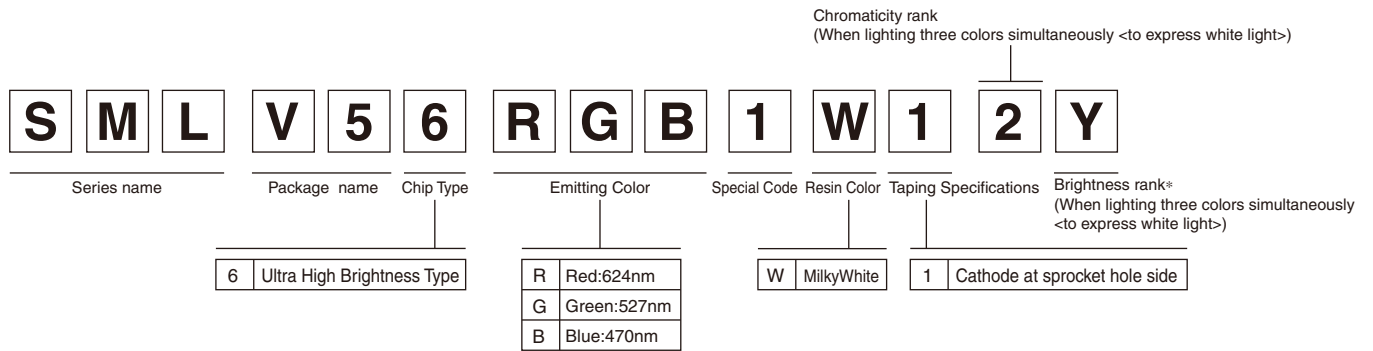 Chromaticity rank
(When lighting three colors simultaneously <to express white light>)
S M L V 5 6 R G B 1 W 1 2 Y
Series name Package name Chip Type Emitting Color Special Code Resin Color Taping Specifications Brightness rank*
(When lighting three colors simultaneously
<to express white light>)
6 Ultra High Brightness Type R Red:624nm W MilkyWhite 1 Cathode at sprocket hole side
G Green:527nm
B Blue:470nm